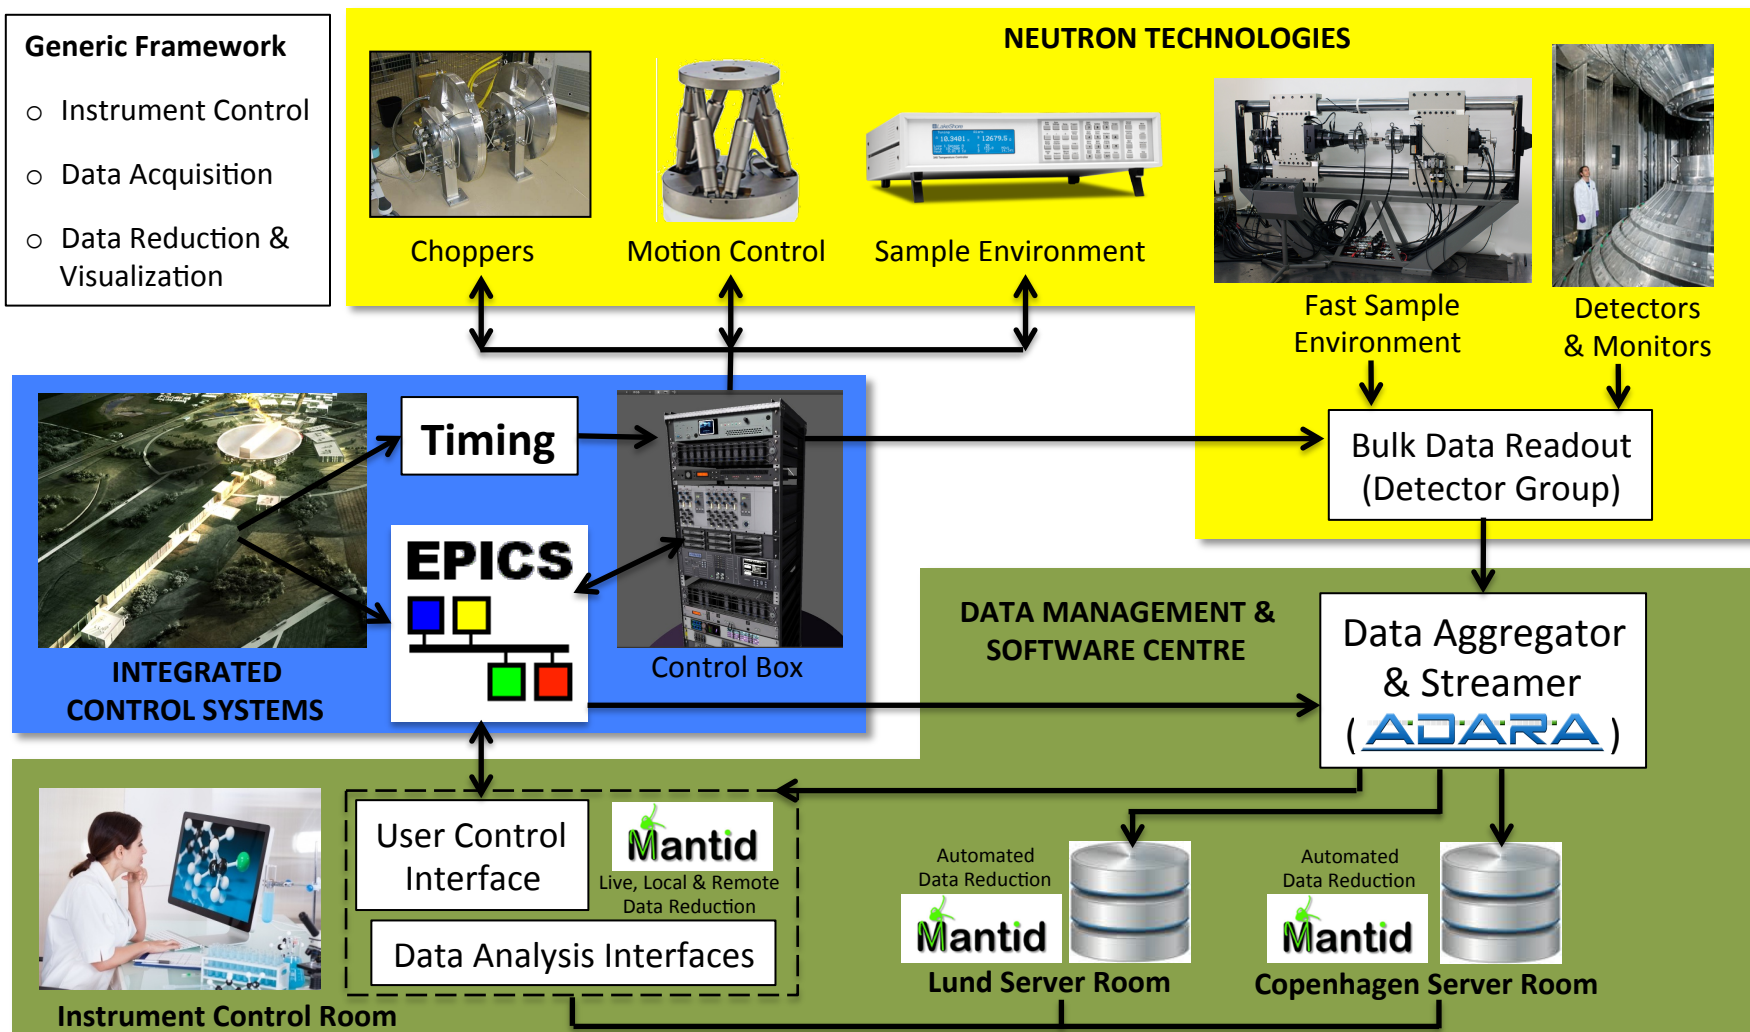 Generic Framework
o Instrument Control
o Data Acquisition
o Data Reduction &
Visualization
NEUTRON TECHNOLOGIES
LakeShore
Choppers
Motion Control
Sample Environment
Fast Sample
Environment
Detectors
& Monitors
Timing
Bulk Data Readout
(Detector Group)
EPICS
Control Box
INTEGRATED
CONTROL SYSTEMS
DATA MANAGEMENT &
SOFTWARE CENTRE
Data Aggregator
& Streamer
(ADARA)
User Control
Interface
Mantid
Live, Local & Remote
Data Reduction
Data Analysis Interfaces
Instrument Control Room
Automated
Data Reduction
Mantid
Lund Server Room
Automated
Data Reduction
Mantid
Copenhagen Server Room